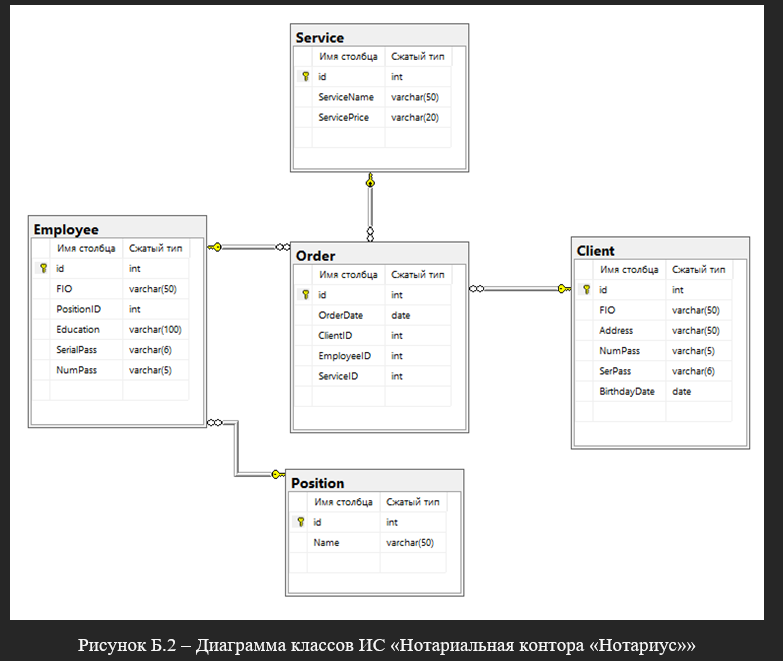 Service
Имя столбца Сжатый тип
id int
ServiceName varchar(50)
ServicePrice varchar(20)
Employee
Имя столбца Сжатый тип
id int
FIO varchar(50)
PositionID int
Education varchar(100)
SerialPass varchar(6)
NumPass varchar(5)
Order
Имя столбца Сжатый тип
id int
OrderDate date
ClientID int
EmployeeID int
ServiceID int
Client
Имя столбца Сжатый тип
id int
FIO varchar(50)
Address varchar(50)
NumPass varchar(5)
SerPass varchar(6)
BirthdayDate date
Position
Имя столбца Сжатый тип
id int
Name varchar(50)
Рисунок Б.2 – Диаграмма классов ИС «Нотариальная контора «Нотариус»»